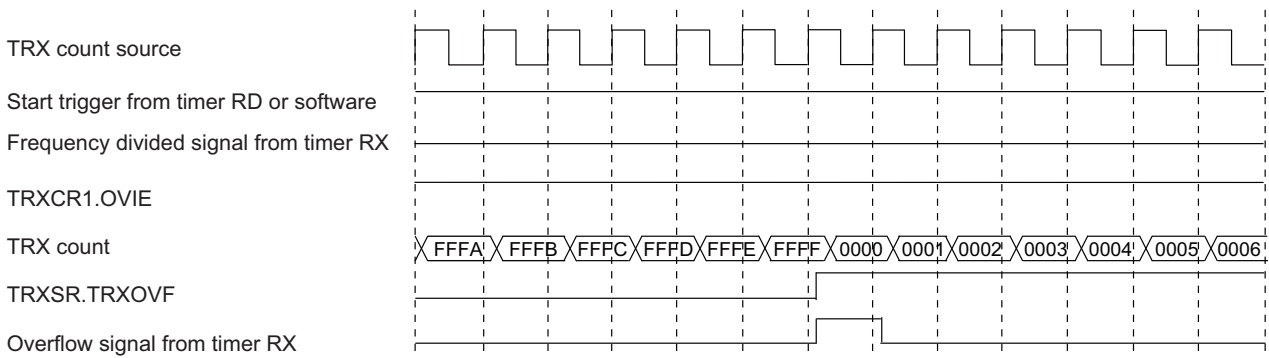 TRX count source
Start trigger from timer RD or software
Frequency divided signal from timer RX
TRXCR1.OVIE
TRX count FFFA FFFB FFFC FFFD FFFE FFFF 0000 0001 0002 0003 0004 0005 0006
TRXSR.TRXOVF
Overflow signal from timer RX